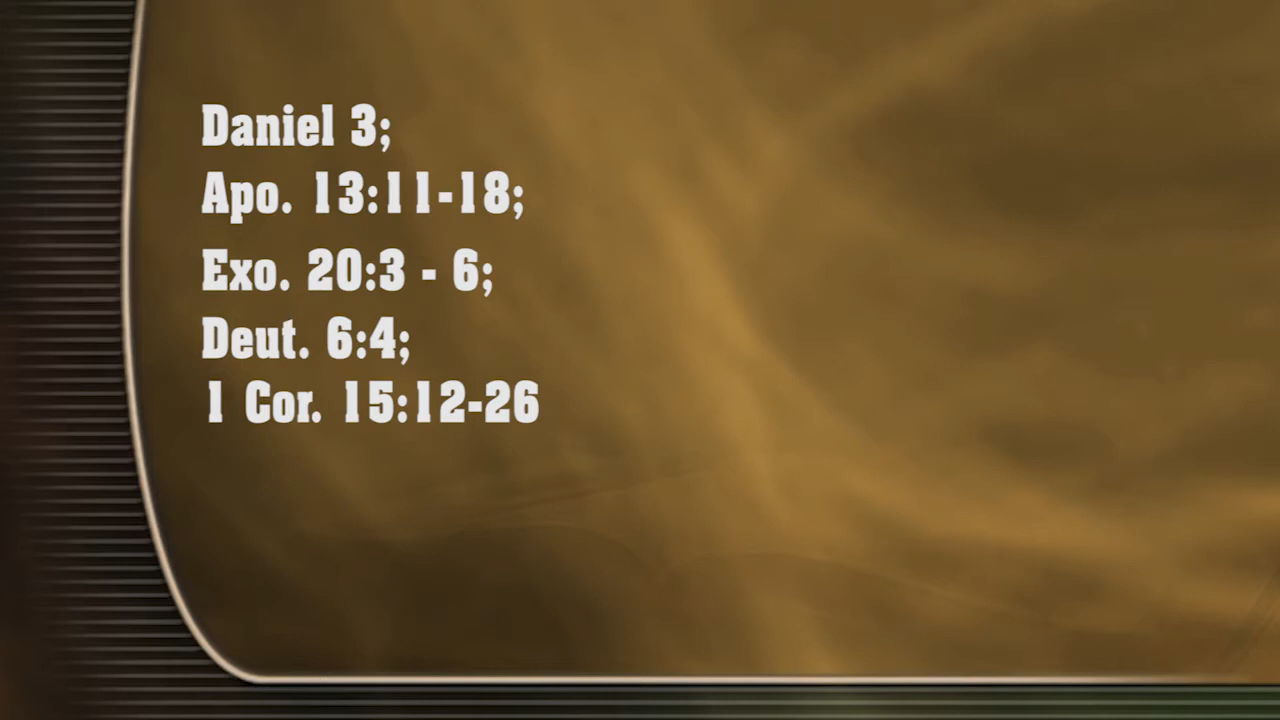 Daniel 3;
Apo. 13:11-18;
Exo. 20:3 - 6;
Deut. 6:4;
1 Cor. 15:12-26